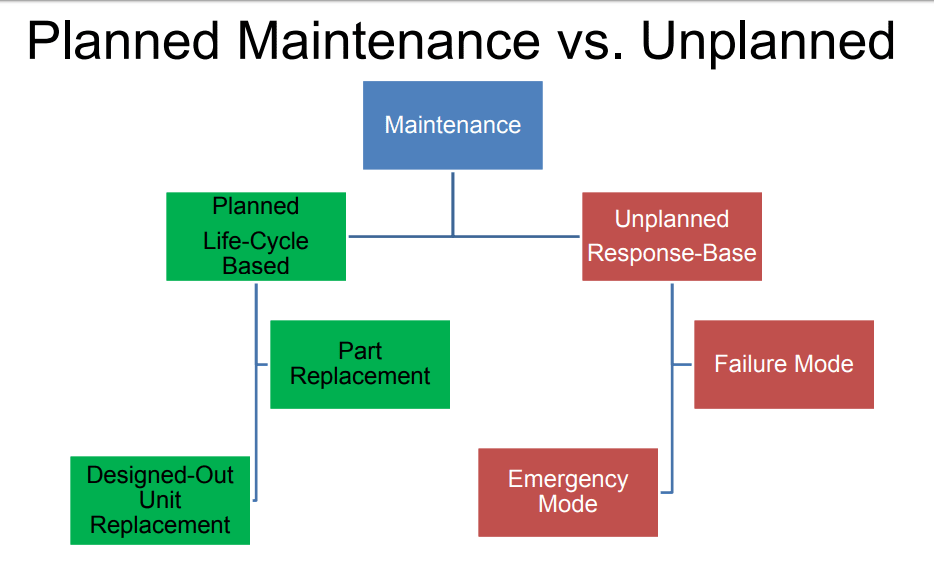 Planned Maintenance vs. Unplanned
Maintenance
Planned
Life-Cycle
Based
Unplanned
Response-Base
Part
Replacement
Failure Mode
Designed-Out
Unit
Replacement
Emergency
Mode